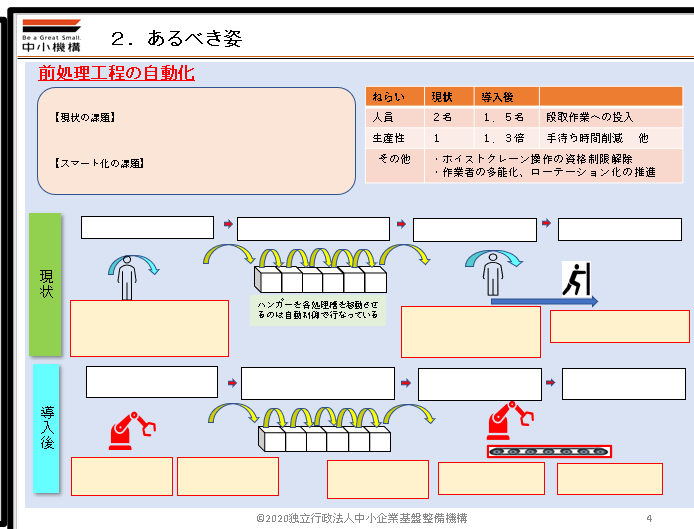 Be a Great Small.
中小機構
２．あるべき姿
前処理工程の自動化
【現状の課題】
【スマート化の課題】
ねらい 現状 導入後
人員 ２名 １．５名 段取作業への投入
生産性 1 １．３倍 手待ち時間削減 他
その他 ・ホイストクレーン操作の資格制限解除
・作業者の多能化、ローテーション化の推進
現状
ハンガーを各処理槽を移動させ
るのは自動制御で行なっている
導入後
©2020独立行政法人中小企業基盤整備機構
4